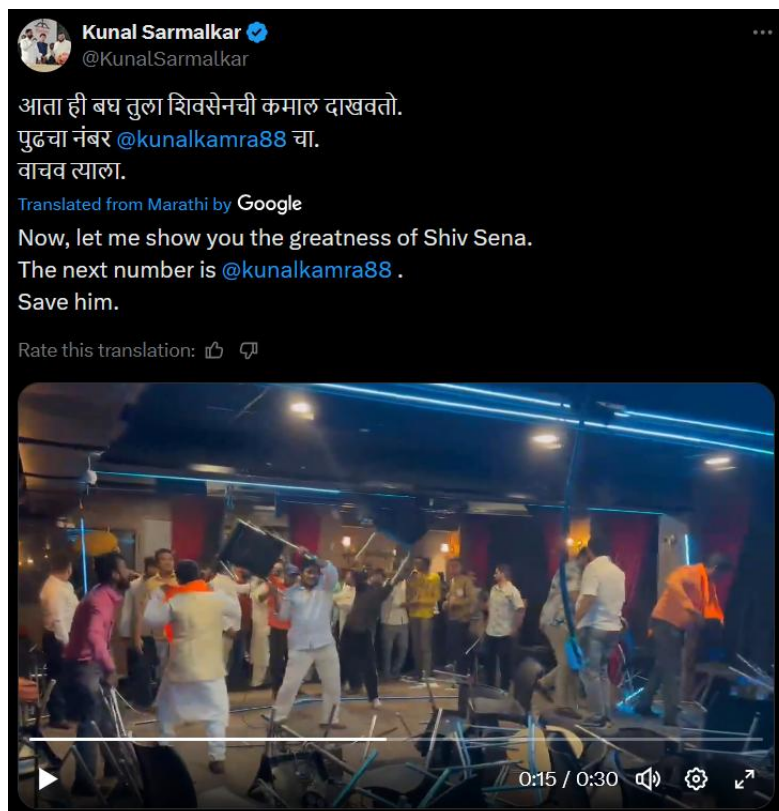 Kunal Sarmalkar
@KunalSarmalkar
आता ही बघ तुला शिवसेनची कमाल दाखवतो.
पुढचा नंबर @kunalkamra88 चा.
वाचव त्याला.
Translated from Marathi by Google
Now, let me show you the greatness of Shiv Sena.
The next number is @kunalkamra88 .
Save him.
Rate this translation:
0:15 / 0:30